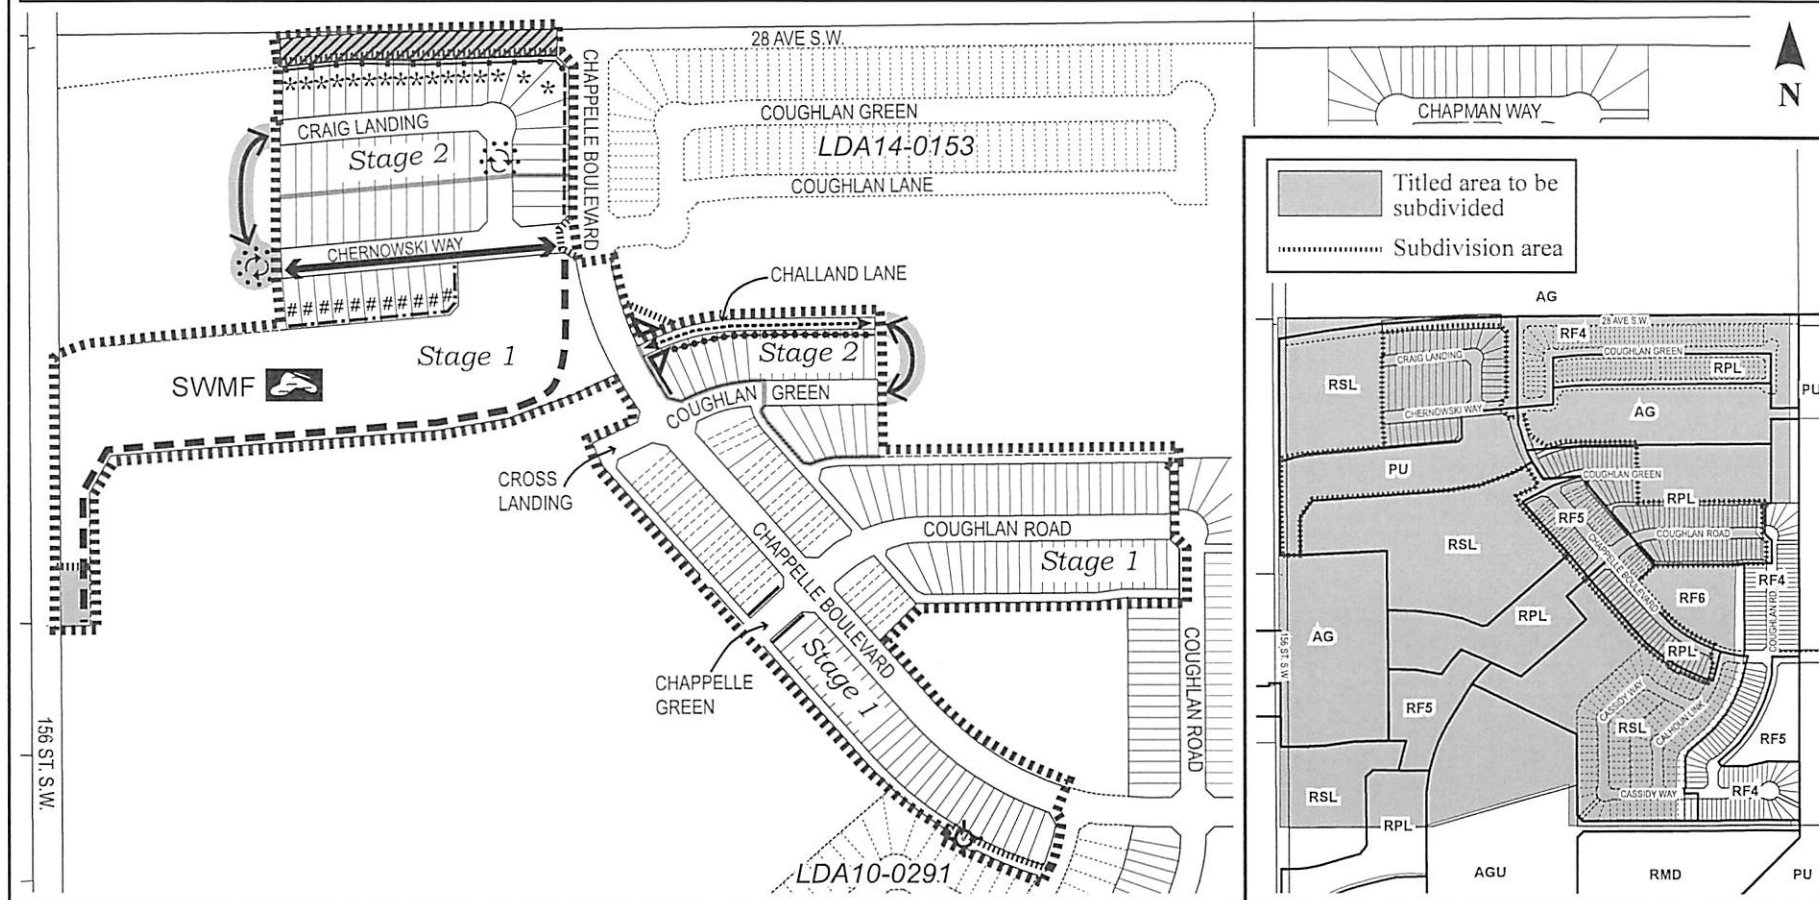 28 AVE S.W.
N
CHAPPELLE BOULEVARD
COUGHLAN GREEN
CHAPMAN WAY
CRAIG LANDING
LDA14-0153
Stage 2
COUGHLAN LANE
CHERNOWSKI WAY
CHALLAND LANE
# # # # # # # # # # #
Stage 1
Stage 2
SWMF
COUGHLAN GREEN
CROSS
LANDING
CHAPPELLE BOULEVARD
COUGHLAN ROAD
Stage 1
CHAPPELLE
GREEN
Stage 1
COUGHLAN ROAD
156 ST. S.W.
LDA10-0291
Titled area to be
subdivided
Subdivision area
AG
28 AVE S.W.
RF4
CRAIG LANDING
COUGHLAN GREEN
RSL
RPL
PU
CHERNOWSKI WAY
AG
PU
COUGHLAN GREEN
RPL
RF5
COUGHLAN ROAD
RSL
CHAPPELLE BOULEVARD
RF4
RF6
RPL
COUGHLAN RD.
AG
156 ST. S.W.
RPL
CASSIDY WAY
RF5
RSL
CALHOUN LINK
RF5
RSL
CASSIDY WAY
RF4
RPL
AGU
RMD
PU